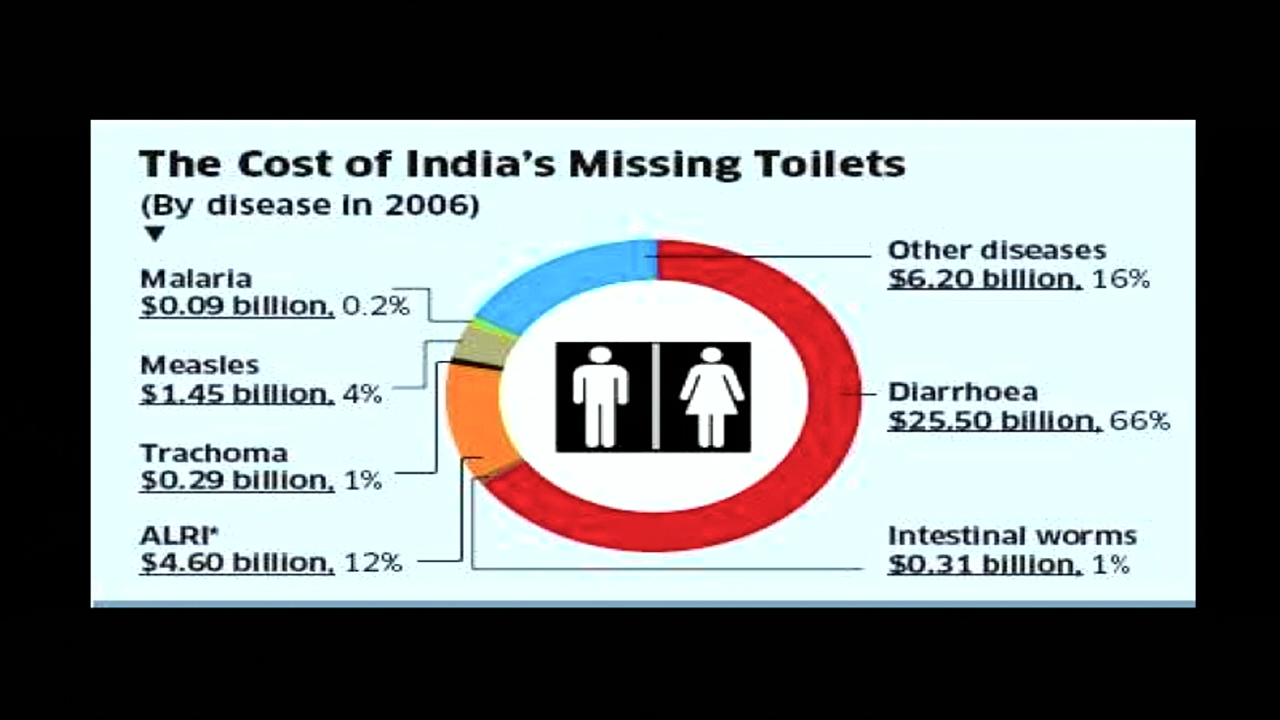 The Cost of India's Missing Toilets
(By disease in 2006)
Malaria
$0.09 billion, 0.2%
Measles
$1.45 billion, 4%
Trachoma
$0.29 billion, 1%
ALRI*
$4.60 billion, 12%
Other diseases
$6.20 billion, 16%
Diarrhoea
$25.50 billion, 66%
Intestinal worms
$0.31 billion, 1%